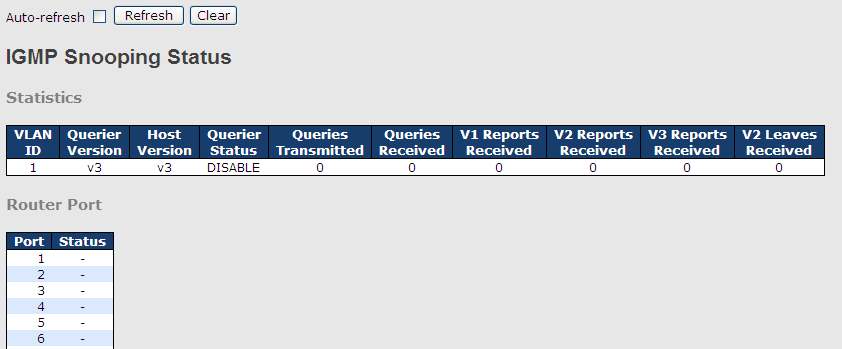 Auto-refresh Refresh Clear
IGMP Snooping Status
Statistics
VLAN ID Querier Version Host Version Querier Status Queries Transmitted Queries Received V1 Reports Received V2 Reports Received V3 Reports Received V2 Leaves Received
1 v3 v3 DISABLE 0 0 0 0 0 0
Router Port
Port Status
1 -
2 -
3 -
4 -
5 -
6 -